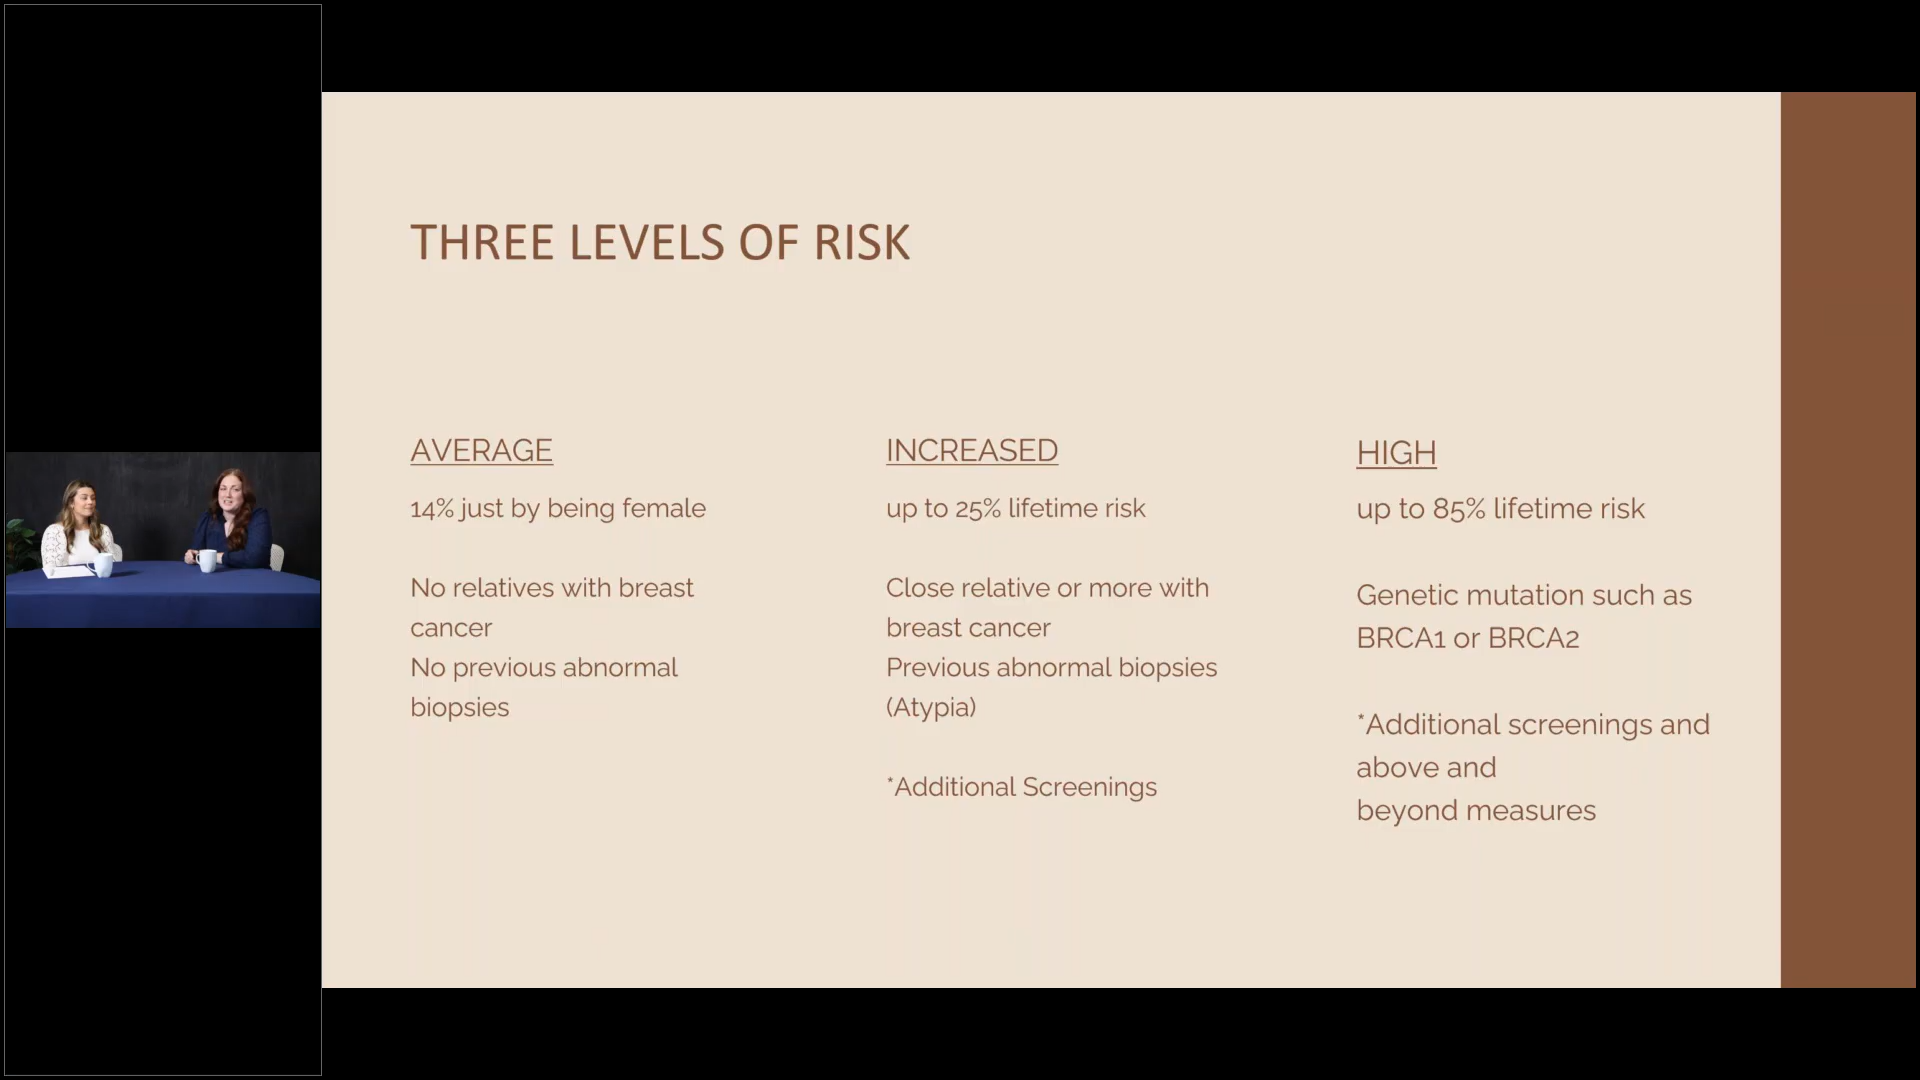 THREE LEVELS OF RISK
AVERAGE
14% just by being female
No relatives with breast
cancer
No previous abnormal
biopsies
INCREASED
up to 25% lifetime risk
Close relative or more with
breast cancer
Previous abnormal biopsies
(Atypia)
*Additional Screenings
HIGH
up to 85% lifetime risk
Genetic mutation such as
BRCA1 or BRCA2
*Additional screenings and
above and
beyond measures